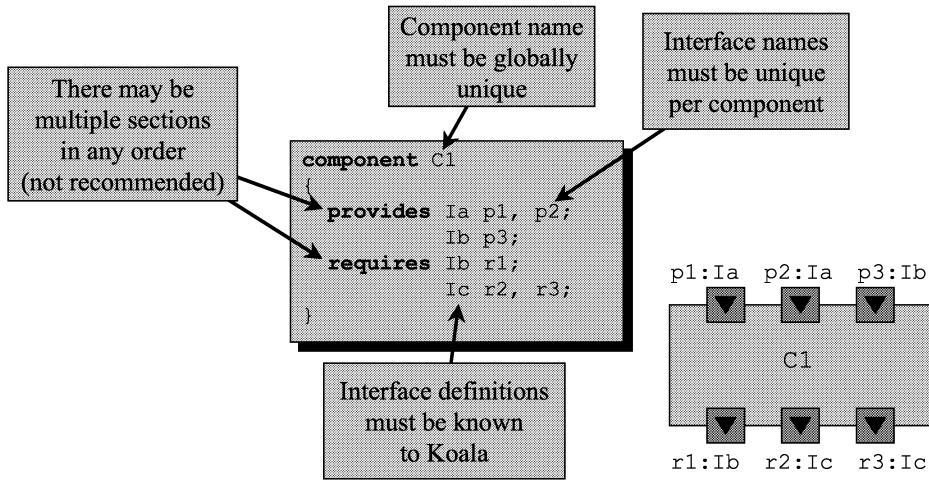 Component name
must be globally
unique
Interface names
must be unique
per component
There may be
multiple sections
in any order
(not recommended)
component C1
{
provides Ia p1, p2;
Ib p3;
requires Ib r1;
Ic r2, r3;
}
Interface definitions
must be known
to Koala
p1:Ia p2:Ia p3:Ib
C1
r1:Ib r2:Ic r3:Ic